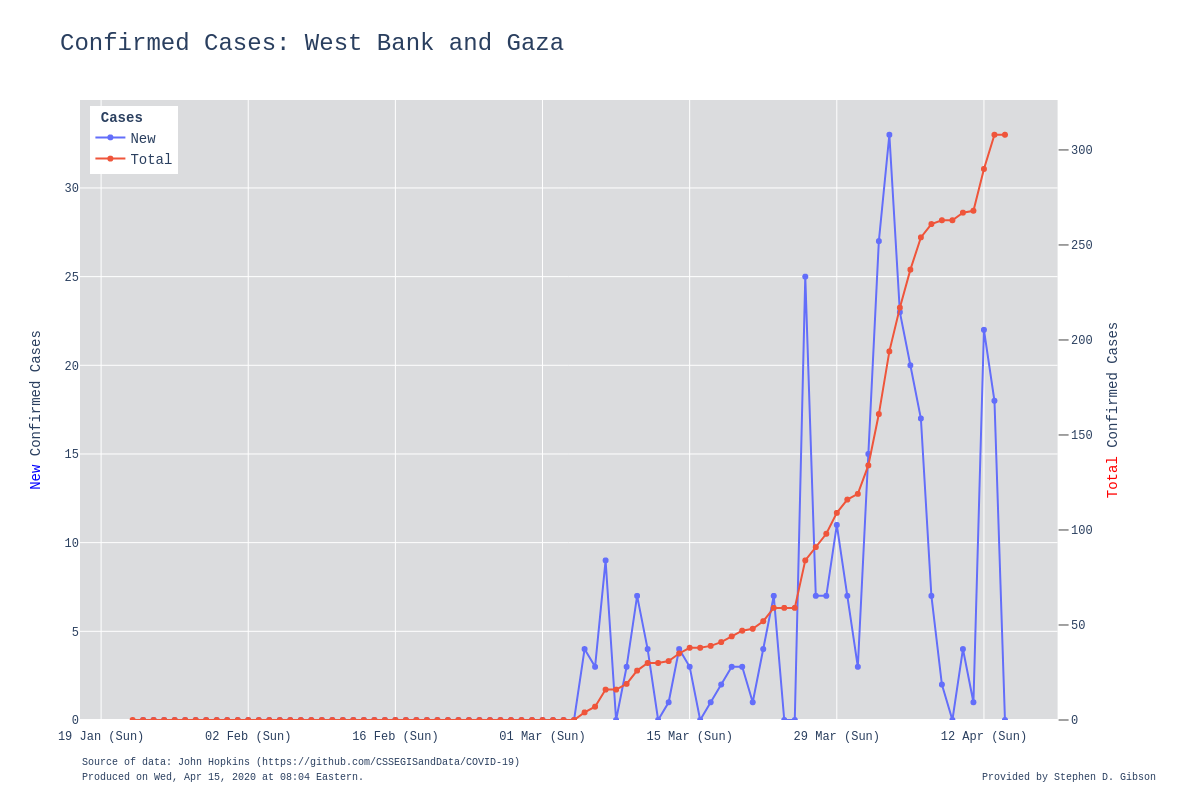 Confirmed Cases: West Bank and Gaza
Cases
New
Total
30
25
20
15
10
5
0
300
250
200
150
100
50
0
New Confirmed Cases
Total Confirmed Cases
19 Jan (Sun) 02 Feb (Sun) 16 Feb (Sun) 01 Mar (Sun) 15 Mar (Sun) 29 Mar (Sun) 12 Apr (Sun)
Source of data: John Hopkins (https://github.com/CSSEGISandData/COVID-19)
Produced on Wed, Apr 15, 2020 at 08:04 Eastern.
Provided by Stephen D. Gibson